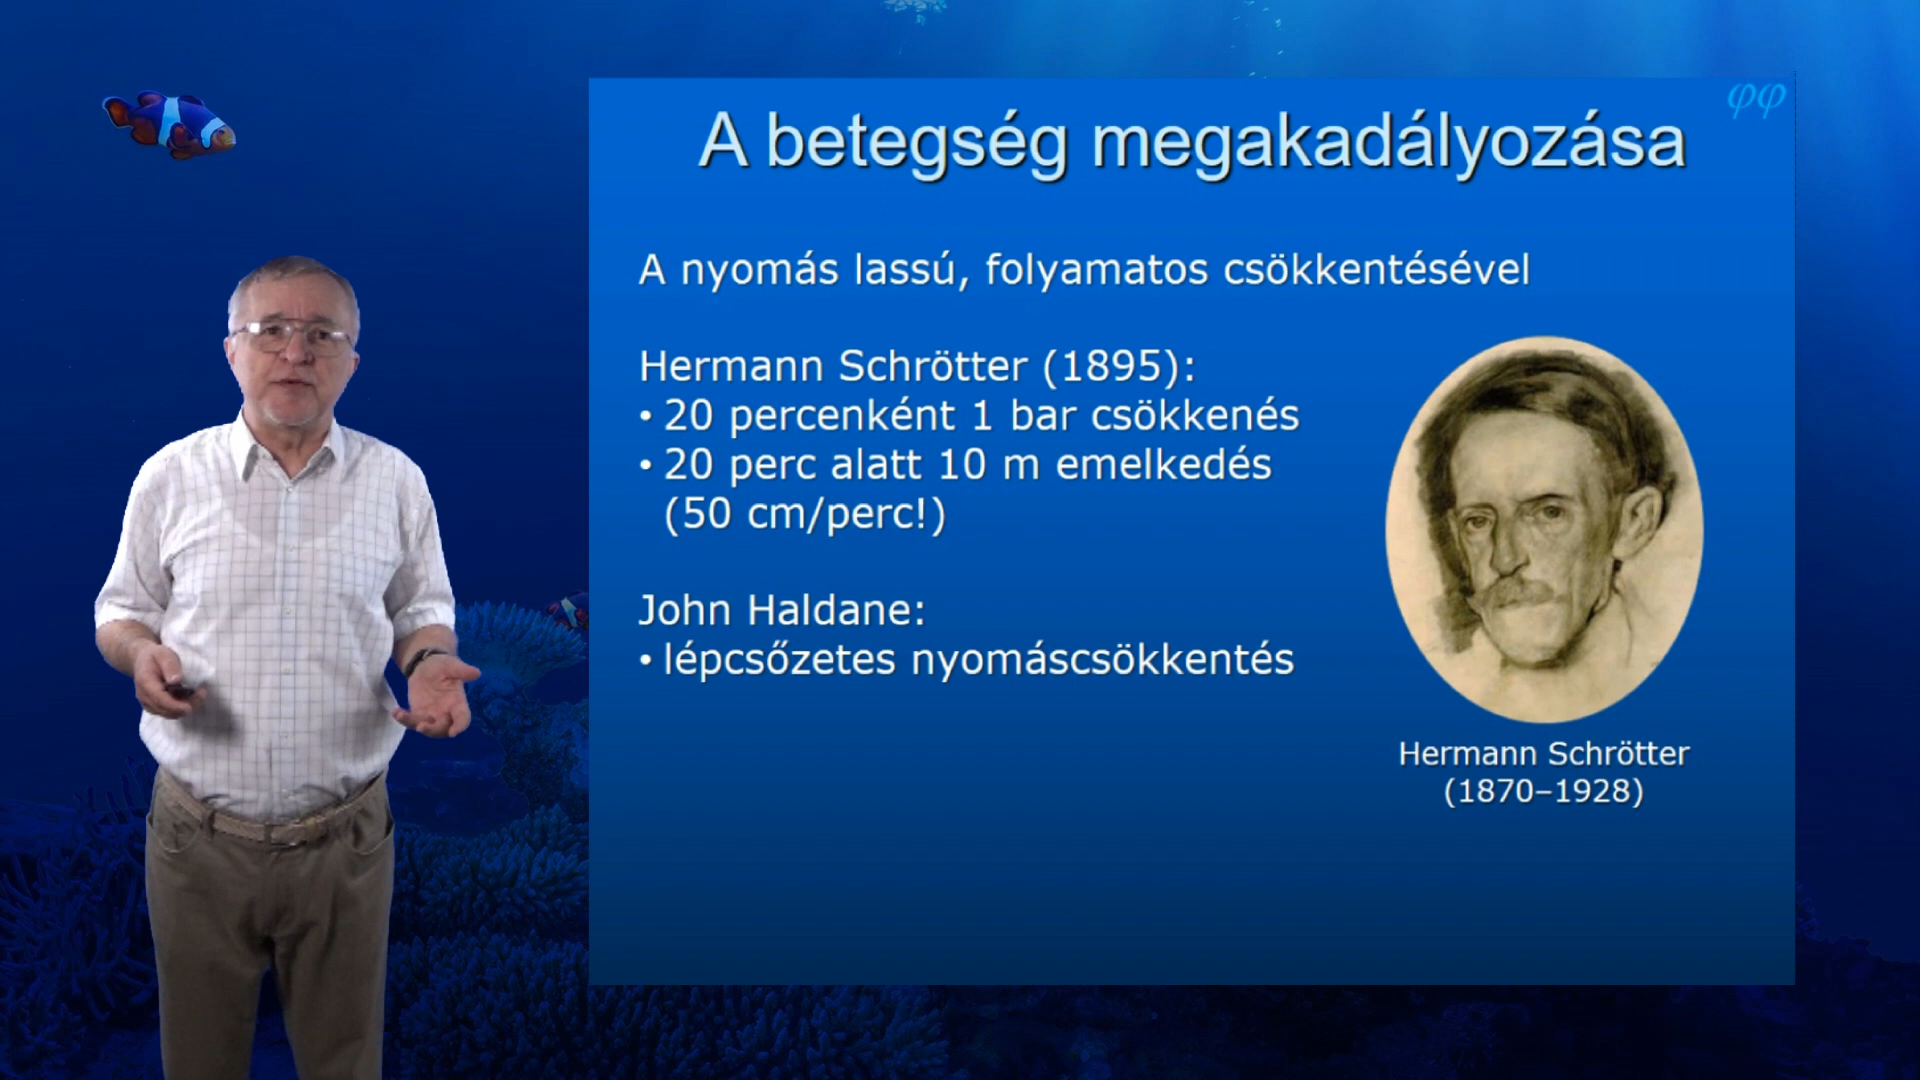 φφ
A betegség megakadályozása
A nyomás lassú, folyamatos csökkentésével
Hermann Schrötter (1895):
• 20 percenként 1 bar csökkenés
• 20 perc alatt 10 m emelkedés
(50 cm/perc!)
John Haldane:
• lépcsőzetes nyomáscsökkentés
Hermann Schrötter
(1870–1928)